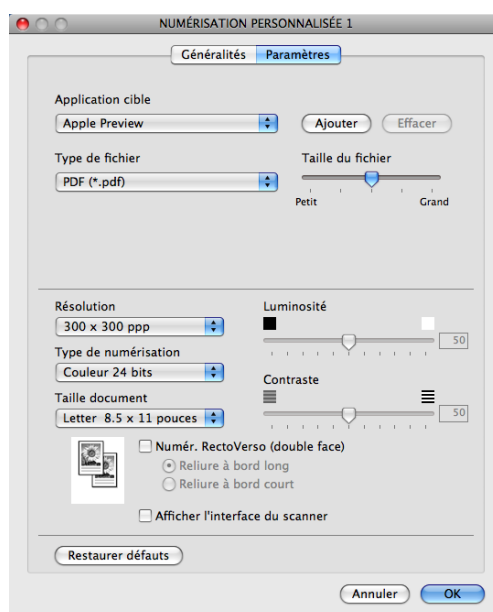 NUMÉRISATION PERSONNALISÉE 1
Généralités Paramètres
Application cible
Apple Preview Ajouter Effacer
Type de fichier Taille du fichier
PDF (*.pdf)
Petit Grand
Résolution Luminosité
300 x 300 ppp 50
Type de numérisation
Couleur 24 bits Contraste
Taille document
Letter 8.5 x 11 pouces 50
Numér. RectoVerso (double face)
Reliure à bord long
Reliure à bord court
Afficher l'interface du scanner
Restaurer défauts
Annuler OK